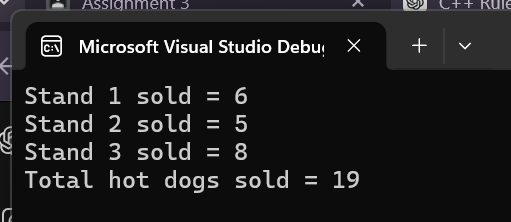 Assignment 3
C++ Rule
Microsoft Visual Studio Debu
Stand 1 sold = 6
Stand 2 sold = 5
Stand 3 sold = 8
Total hot dogs sold = 19